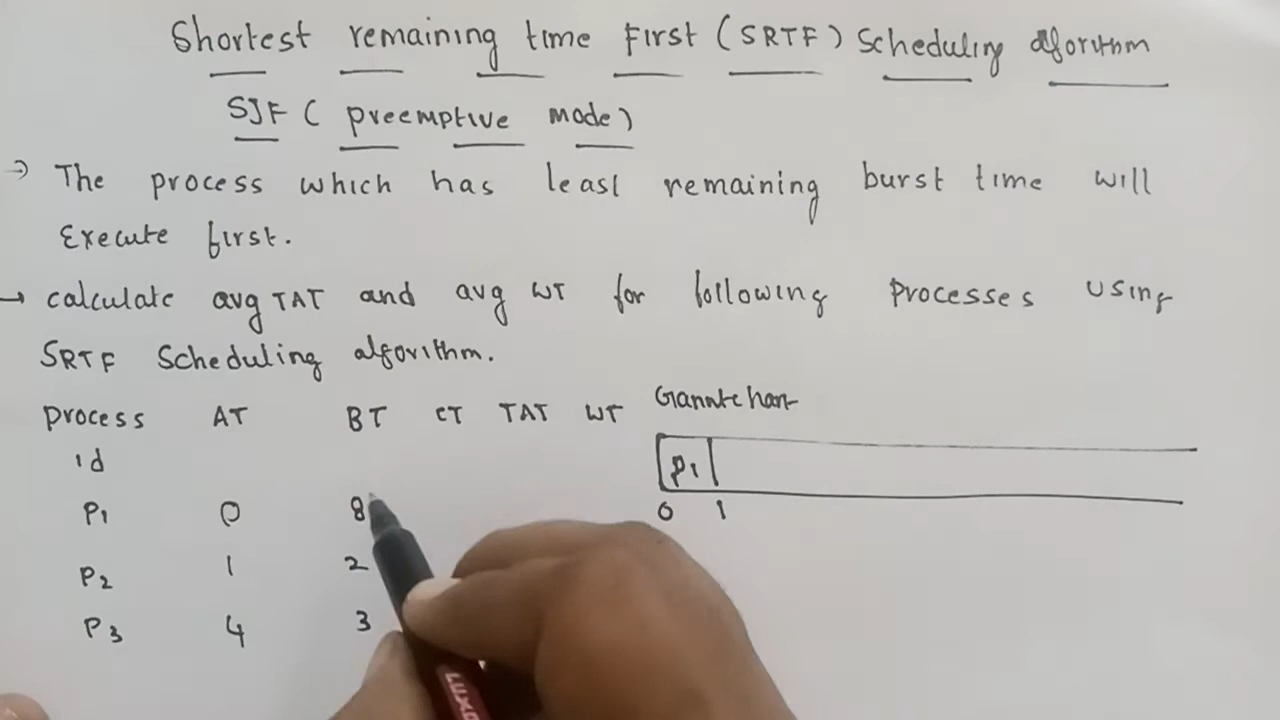 Shortest remaining time First (SRTF) Scheduling algorithm
SJF ( preemptive mode)
→ The process which has least remaining burst time will
Execute first.
→ calculate avg TAT and avg WT for following processes using
SRTF Scheduling algorithm.
process AT BT CT TAT WT
id
P1 0 8
P2 1 2
P3 4 3
Gannt chart
P1
0 1
LUXO